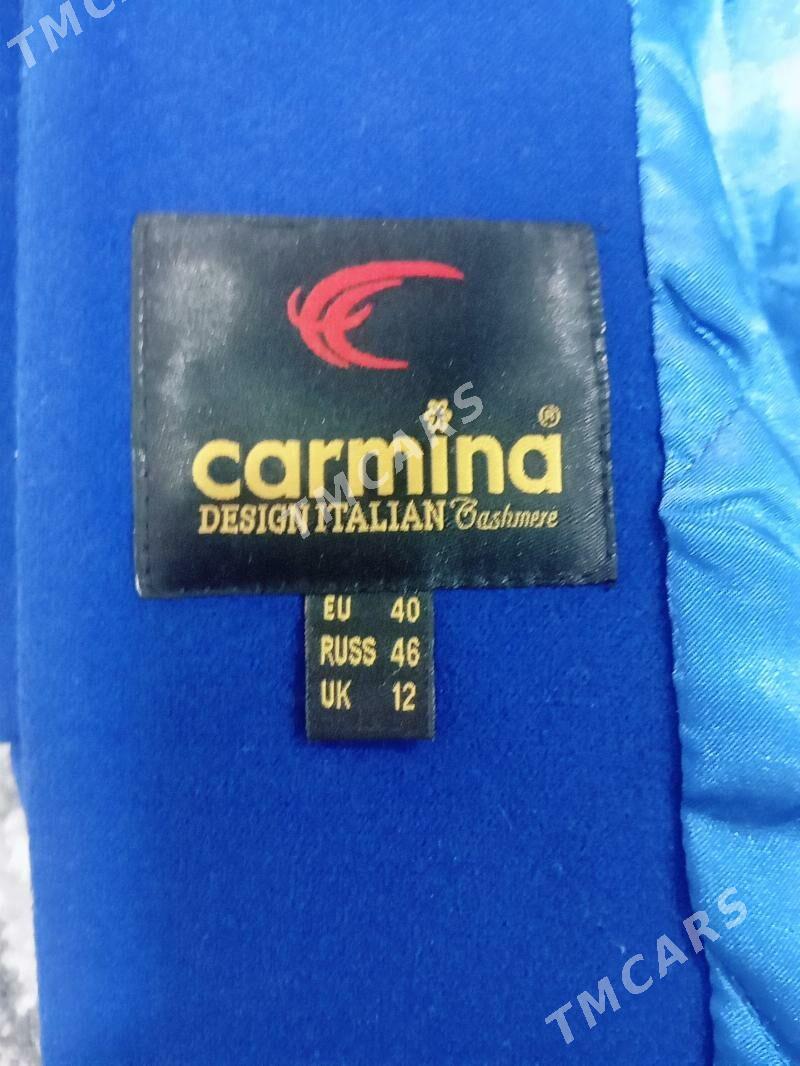 TMCARS
carmina®
TMCARS
DESIGN ITALIAN Cashmere
EU 40
RUSS 46
UK 12
TMCARS